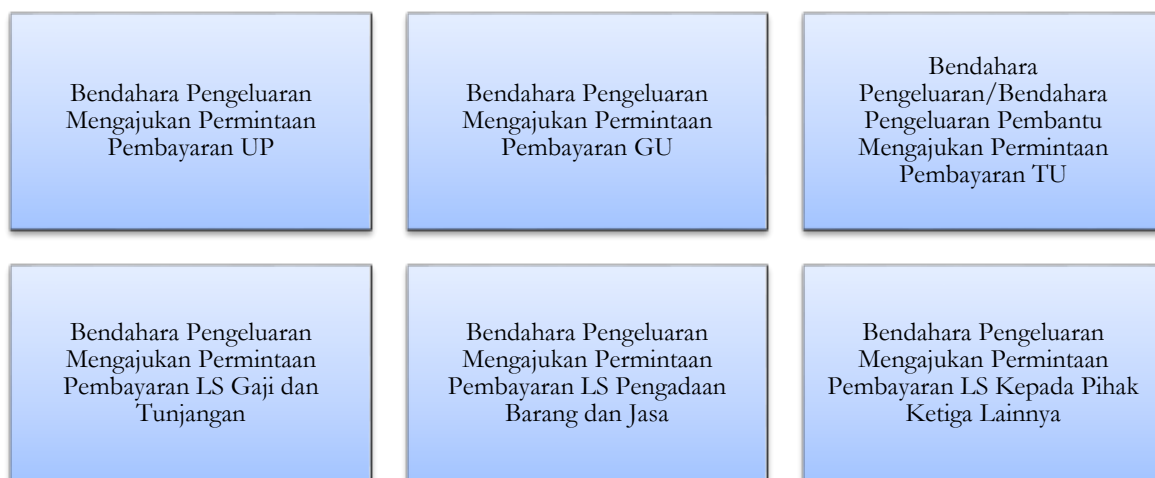 Bendahara Pengeluaran
Mengajukan Permintaan
Pembayaran UP
Bendahara Pengeluaran
Mengajukan Permintaan
Pembayaran GU
Bendahara
Pengeluaran/Bendahara
Pengeluaran Pembantu
Mengajukan Permintaan
Pembayaran TU
Bendahara Pengeluaran
Mengajukan Permintaan
Pembayaran LS Gaji dan
Tunjangan
Bendahara Pengeluaran
Mengajukan Permintaan
Pembayaran LS Pengadaan
Barang dan Jasa
Bendahara Pengeluaran
Mengajukan Permintaan
Pembayaran LS Kepada Pihak
Ketiga Lainnya